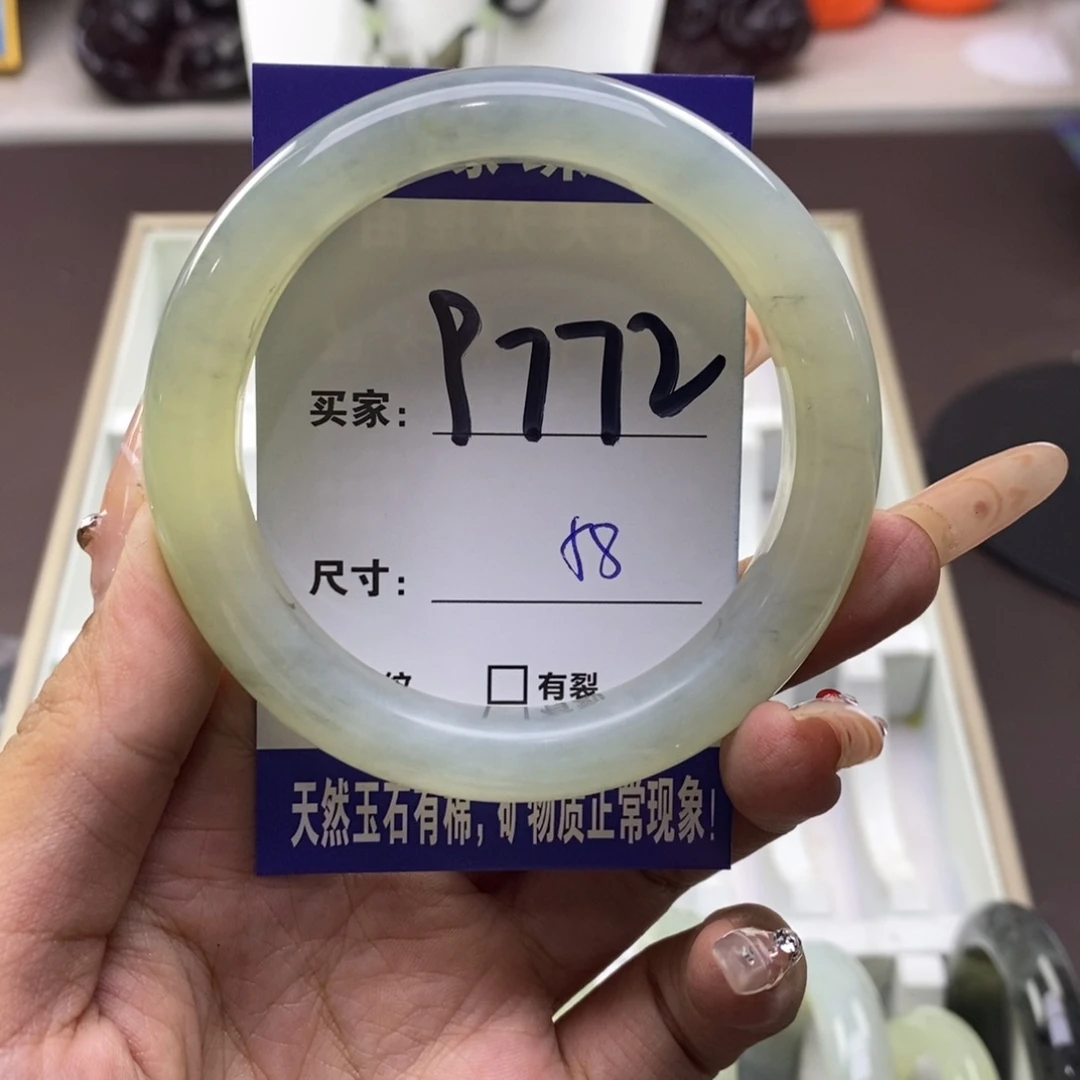 买家: P772
尺寸: 58
纹 □有裂
天然玉石有棉,矿物质正常现象!